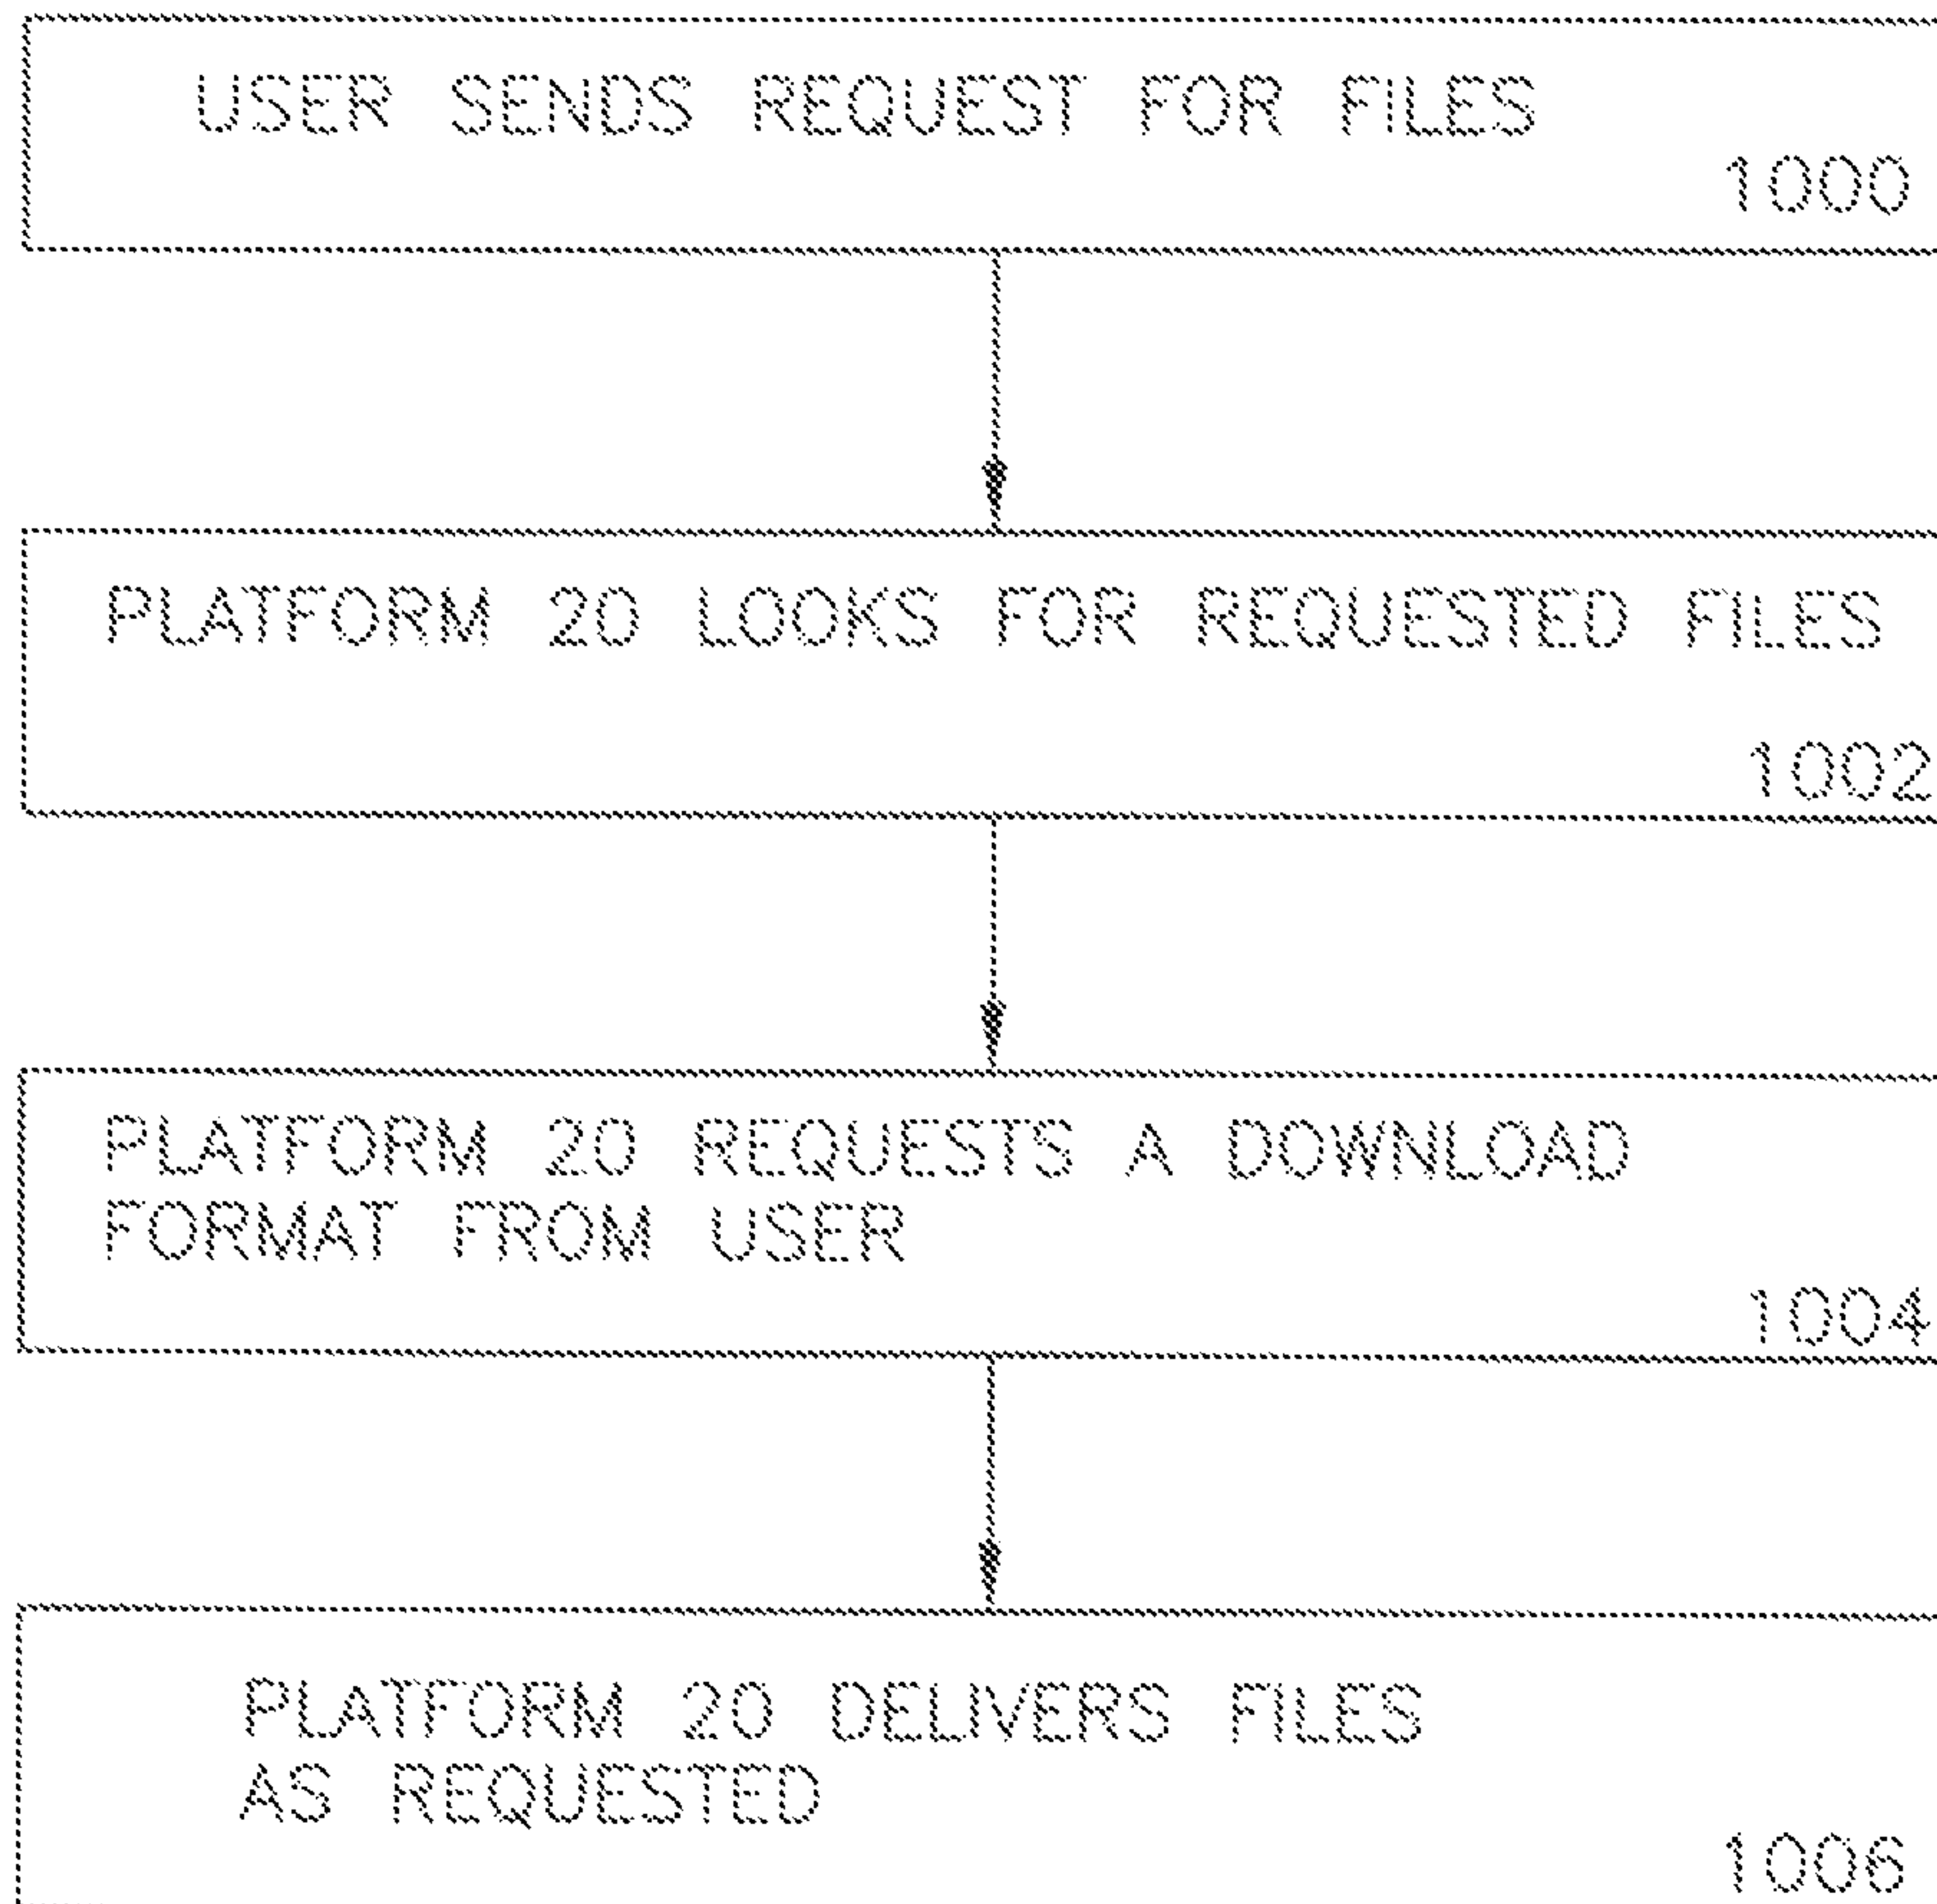 USER SENDS REQUEST FOR FILES
1000
PLATFORM 20 LOOKS FOR REQUESTED FILES
1002
PLATFORM 20 REQUESTS A DOWNLOAD
FORMAT FROM USER
1004
PLATFORM 20 DELIVERS FILES
AS REQUESTED
1006